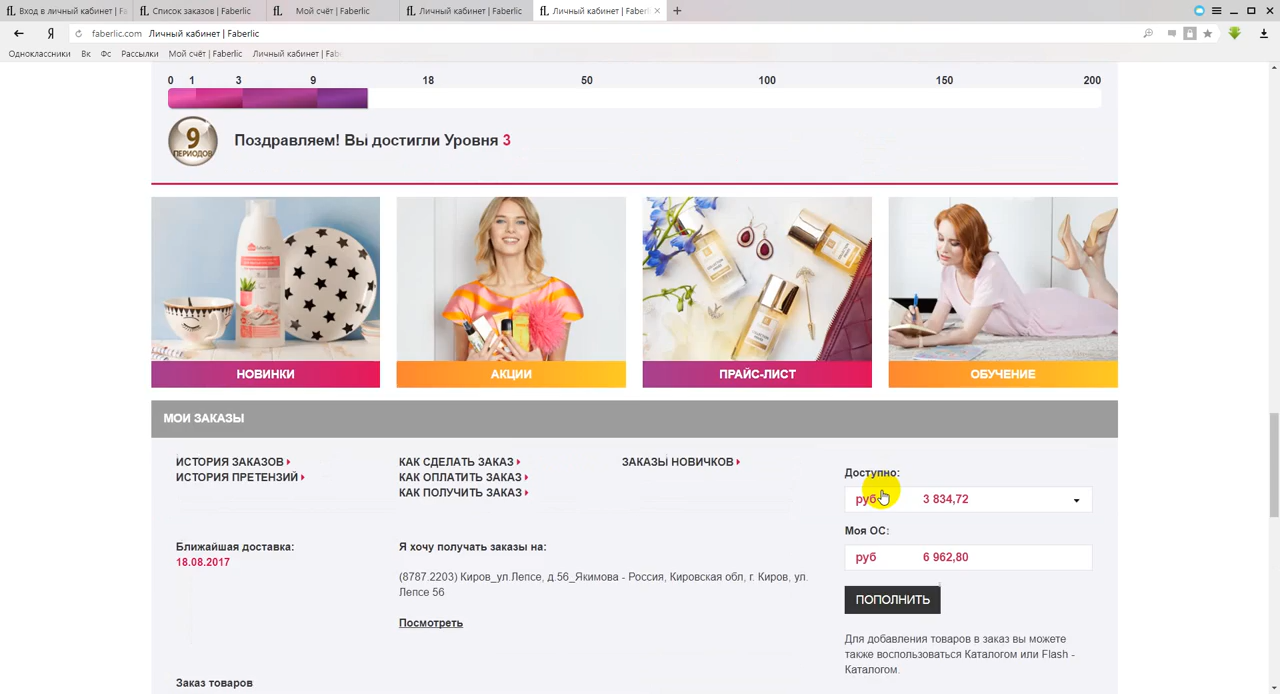 Вход в личный кабинет | Fa
Список заказов | Faberlic
Мой счёт | Faberlic
Личный кабинет | Faberlic
Личный кабинет | Faber
faberlic.com Личный кабинет | Faberlic
Одноклассники Вк Фс Рассылки Мой счёт | Faberlic Личный кабинет | Fab
0 1 3 9 18 50 100 150 200
9
ПЕРИОДОВ
Поздравляем! Вы достигли Уровня 3
НОВИНКИ
АКЦИИ
ПРАЙС-ЛИСТ
ОБУЧЕНИЕ
МОИ ЗАКАЗЫ
ИСТОРИЯ ЗАКАЗОВ
ИСТОРИЯ ПРЕТЕНЗИЙ
КАК СДЕЛАТЬ ЗАКАЗ
КАК ОПЛАТИТЬ ЗАКАЗ
КАК ПОЛУЧИТЬ ЗАКАЗ
ЗАКАЗЫ НОВИЧКОВ
Доступно:
руб 3 834,72
Моя ОС:
руб 6 962,80
ПОПОЛНИТЬ
Для добавления товаров в заказ вы можете
также воспользоваться Каталогом или Flash -
Каталогом.
Ближайшая доставка:
18.08.2017
Я хочу получать заказы на:
(8787.2203) Киров_ул.Лепсе, д.56_Якимова - Россия, Кировская обл, г. Киров, ул.
Лепсе 56
Посмотреть
Заказ товаров